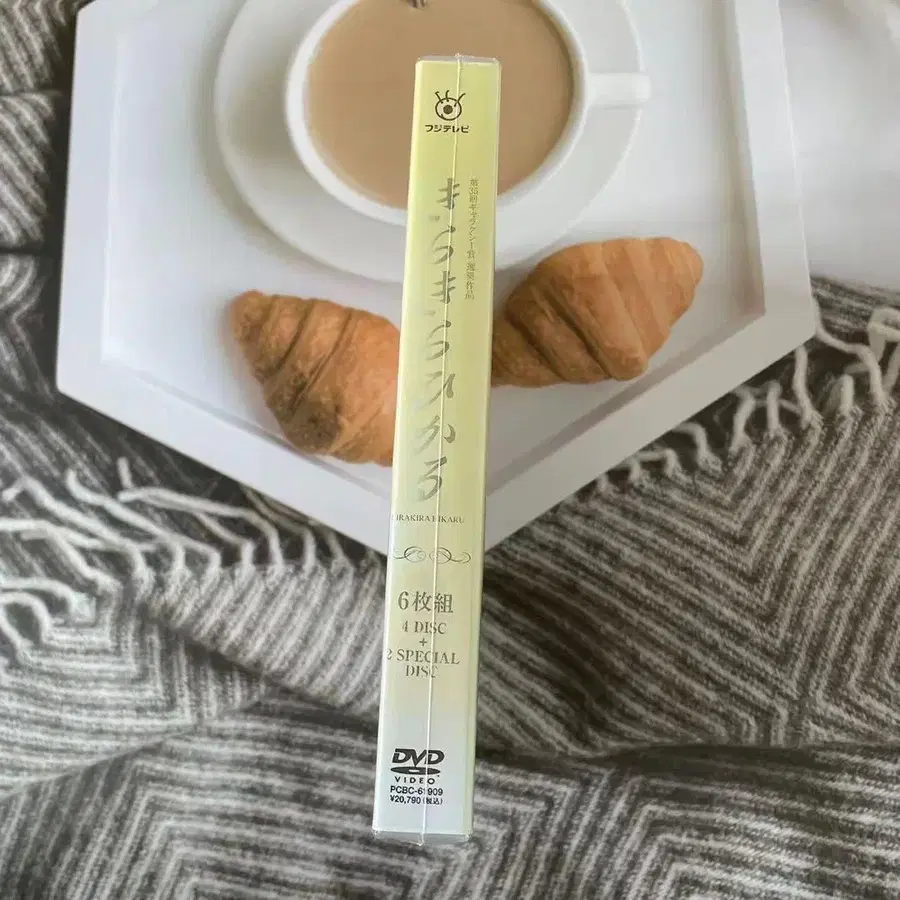 フジテレビ
第35回ギャラクシー賞 選奨作品
きらきらひかる
KIRAKIRA HIKARU
6枚組
4 DISC
+
2 SPECIAL
DISC
DVD
VIDEO
PCBC-61909
¥20,790(税込)